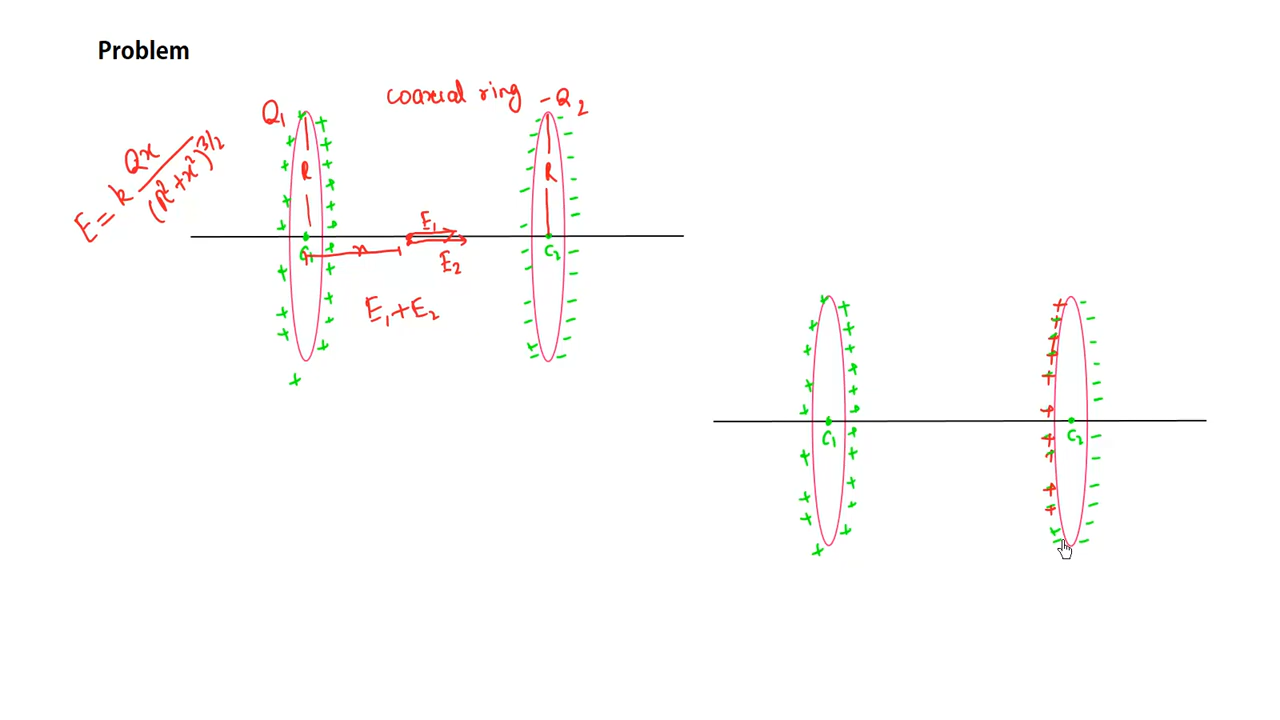 Problem
coaxial ring
Q1
-Q2
E = k Qx/(R²+x²)^3/2
R
R
E1
C1
x
C2
E2
E1+E2
C1
C2